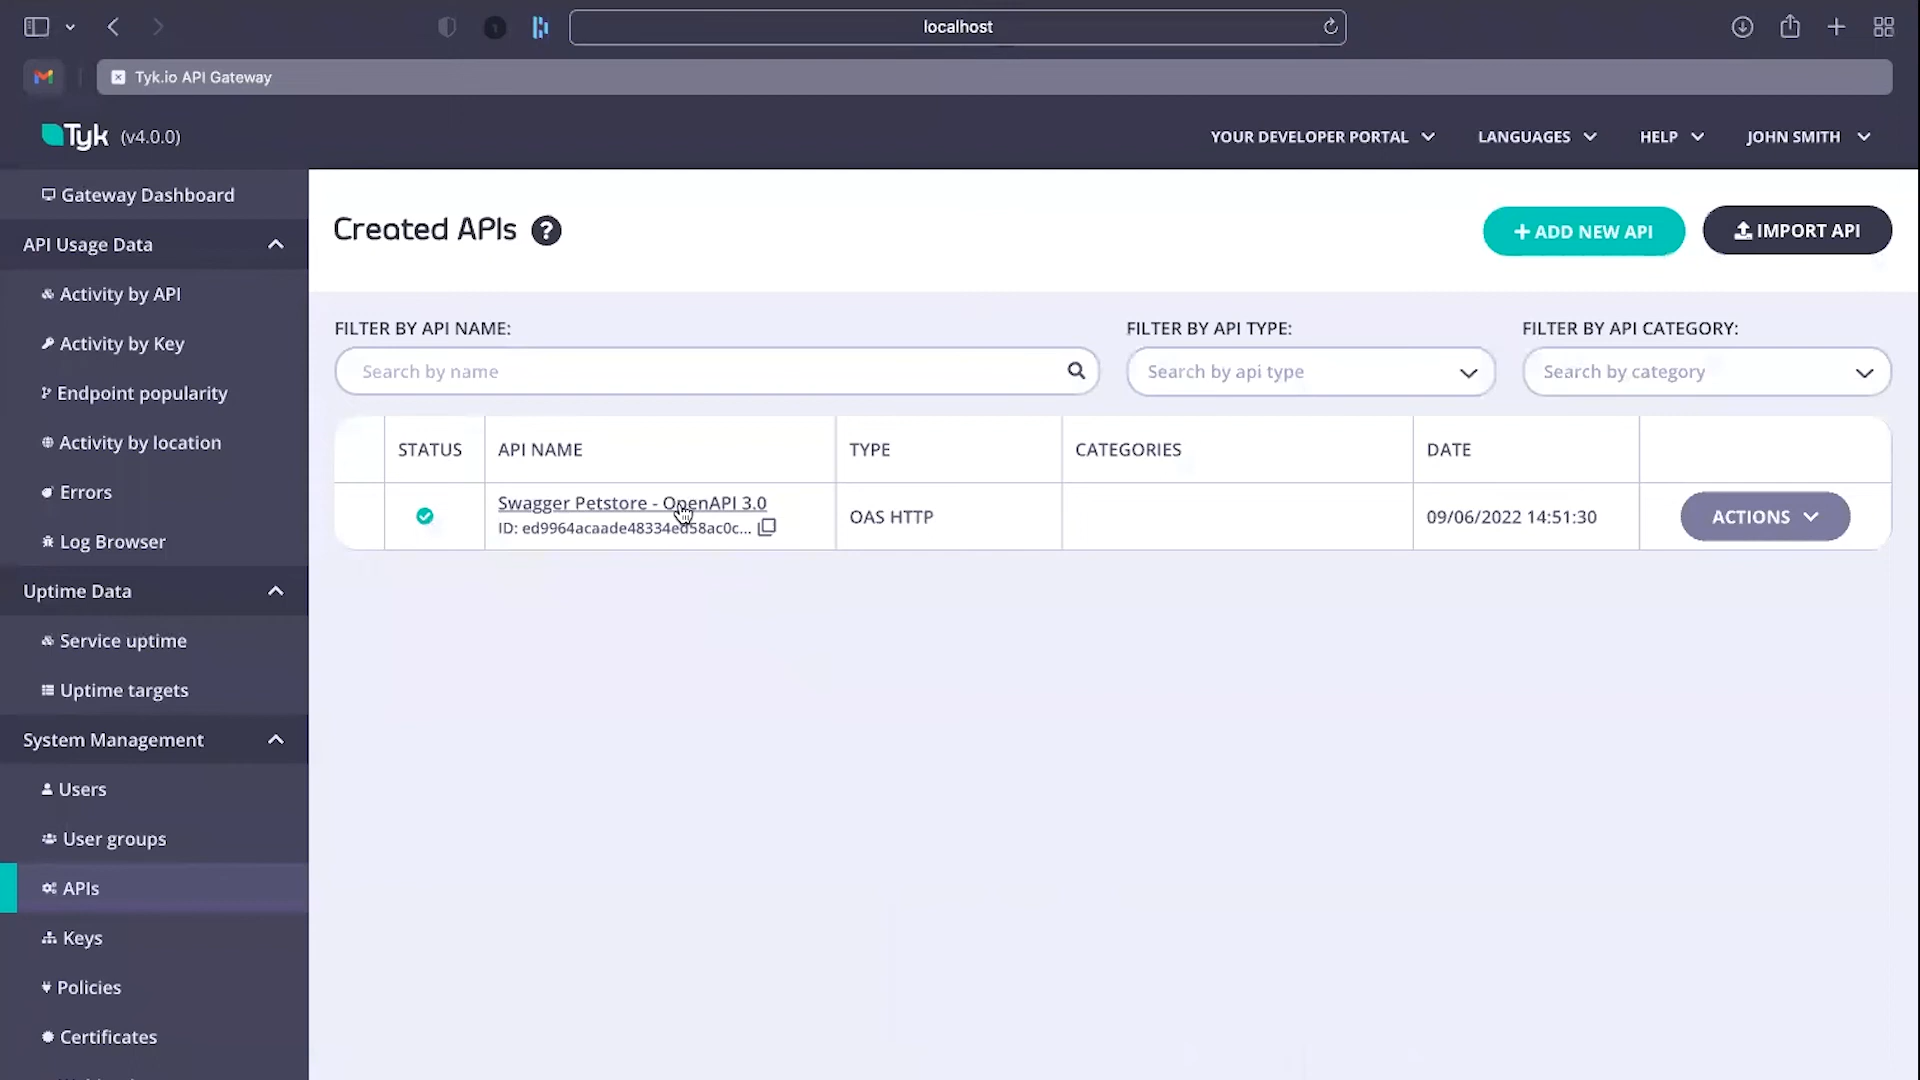 localhost
Tyk.io API Gateway
Tyk (v4.0.0)
YOUR DEVELOPER PORTAL
LANGUAGES
HELP
JOHN SMITH
Gateway Dashboard
API Usage Data
Activity by API
Activity by Key
Endpoint popularity
Activity by location
Errors
Log Browser
Uptime Data
Service uptime
Uptime targets
System Management
Users
User groups
APIs
Keys
Policies
Certificates
Created APIs ?
+ ADD NEW API
IMPORT API
FILTER BY API NAME:
Search by name
FILTER BY API TYPE:
Search by api type
FILTER BY API CATEGORY:
Search by category
STATUS API NAME TYPE CATEGORIES DATE
Swagger Petstore - OpenAPI 3.0
ID: ed9964acaade48334ed58ac0c...
OAS HTTP
09/06/2022 14:51:30
ACTIONS